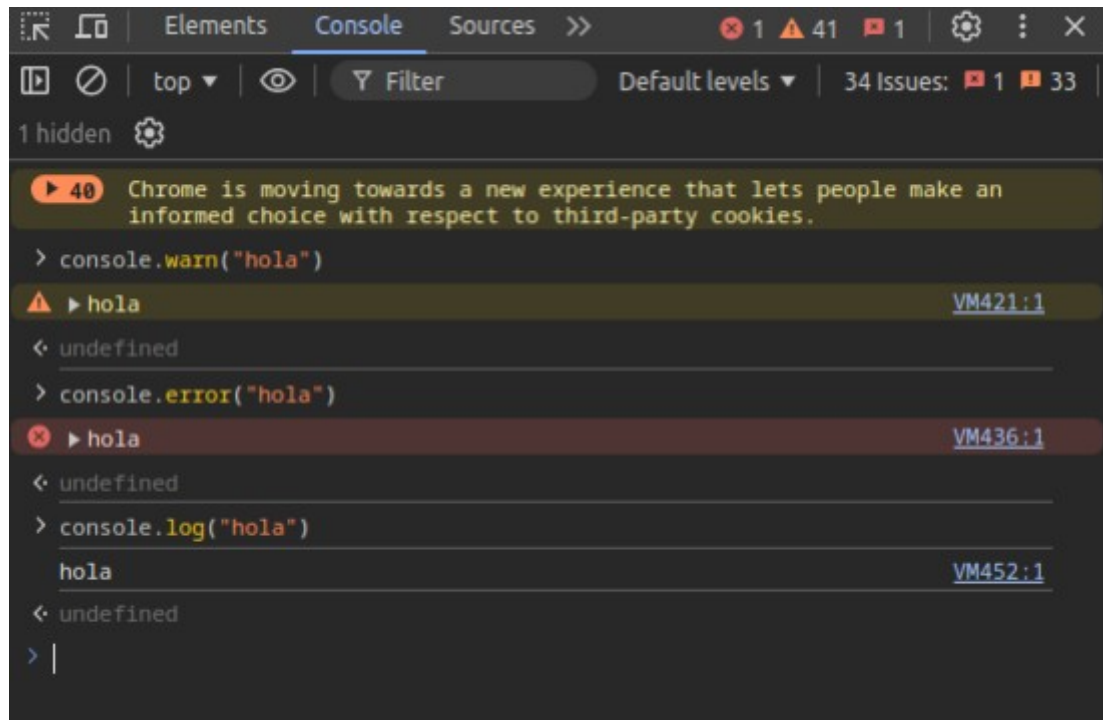 Elements Console Sources 1 41 1
top Filter Default levels 34 Issues: 1 33
1 hidden
40 Chrome is moving towards a new experience that lets people make an
informed choice with respect to third-party cookies.
> console.warn("hola")
hola VM421:1
undefined
> console.error("hola")
hola VM436:1
undefined
> console.log("hola")
hola VM452:1
undefined
>